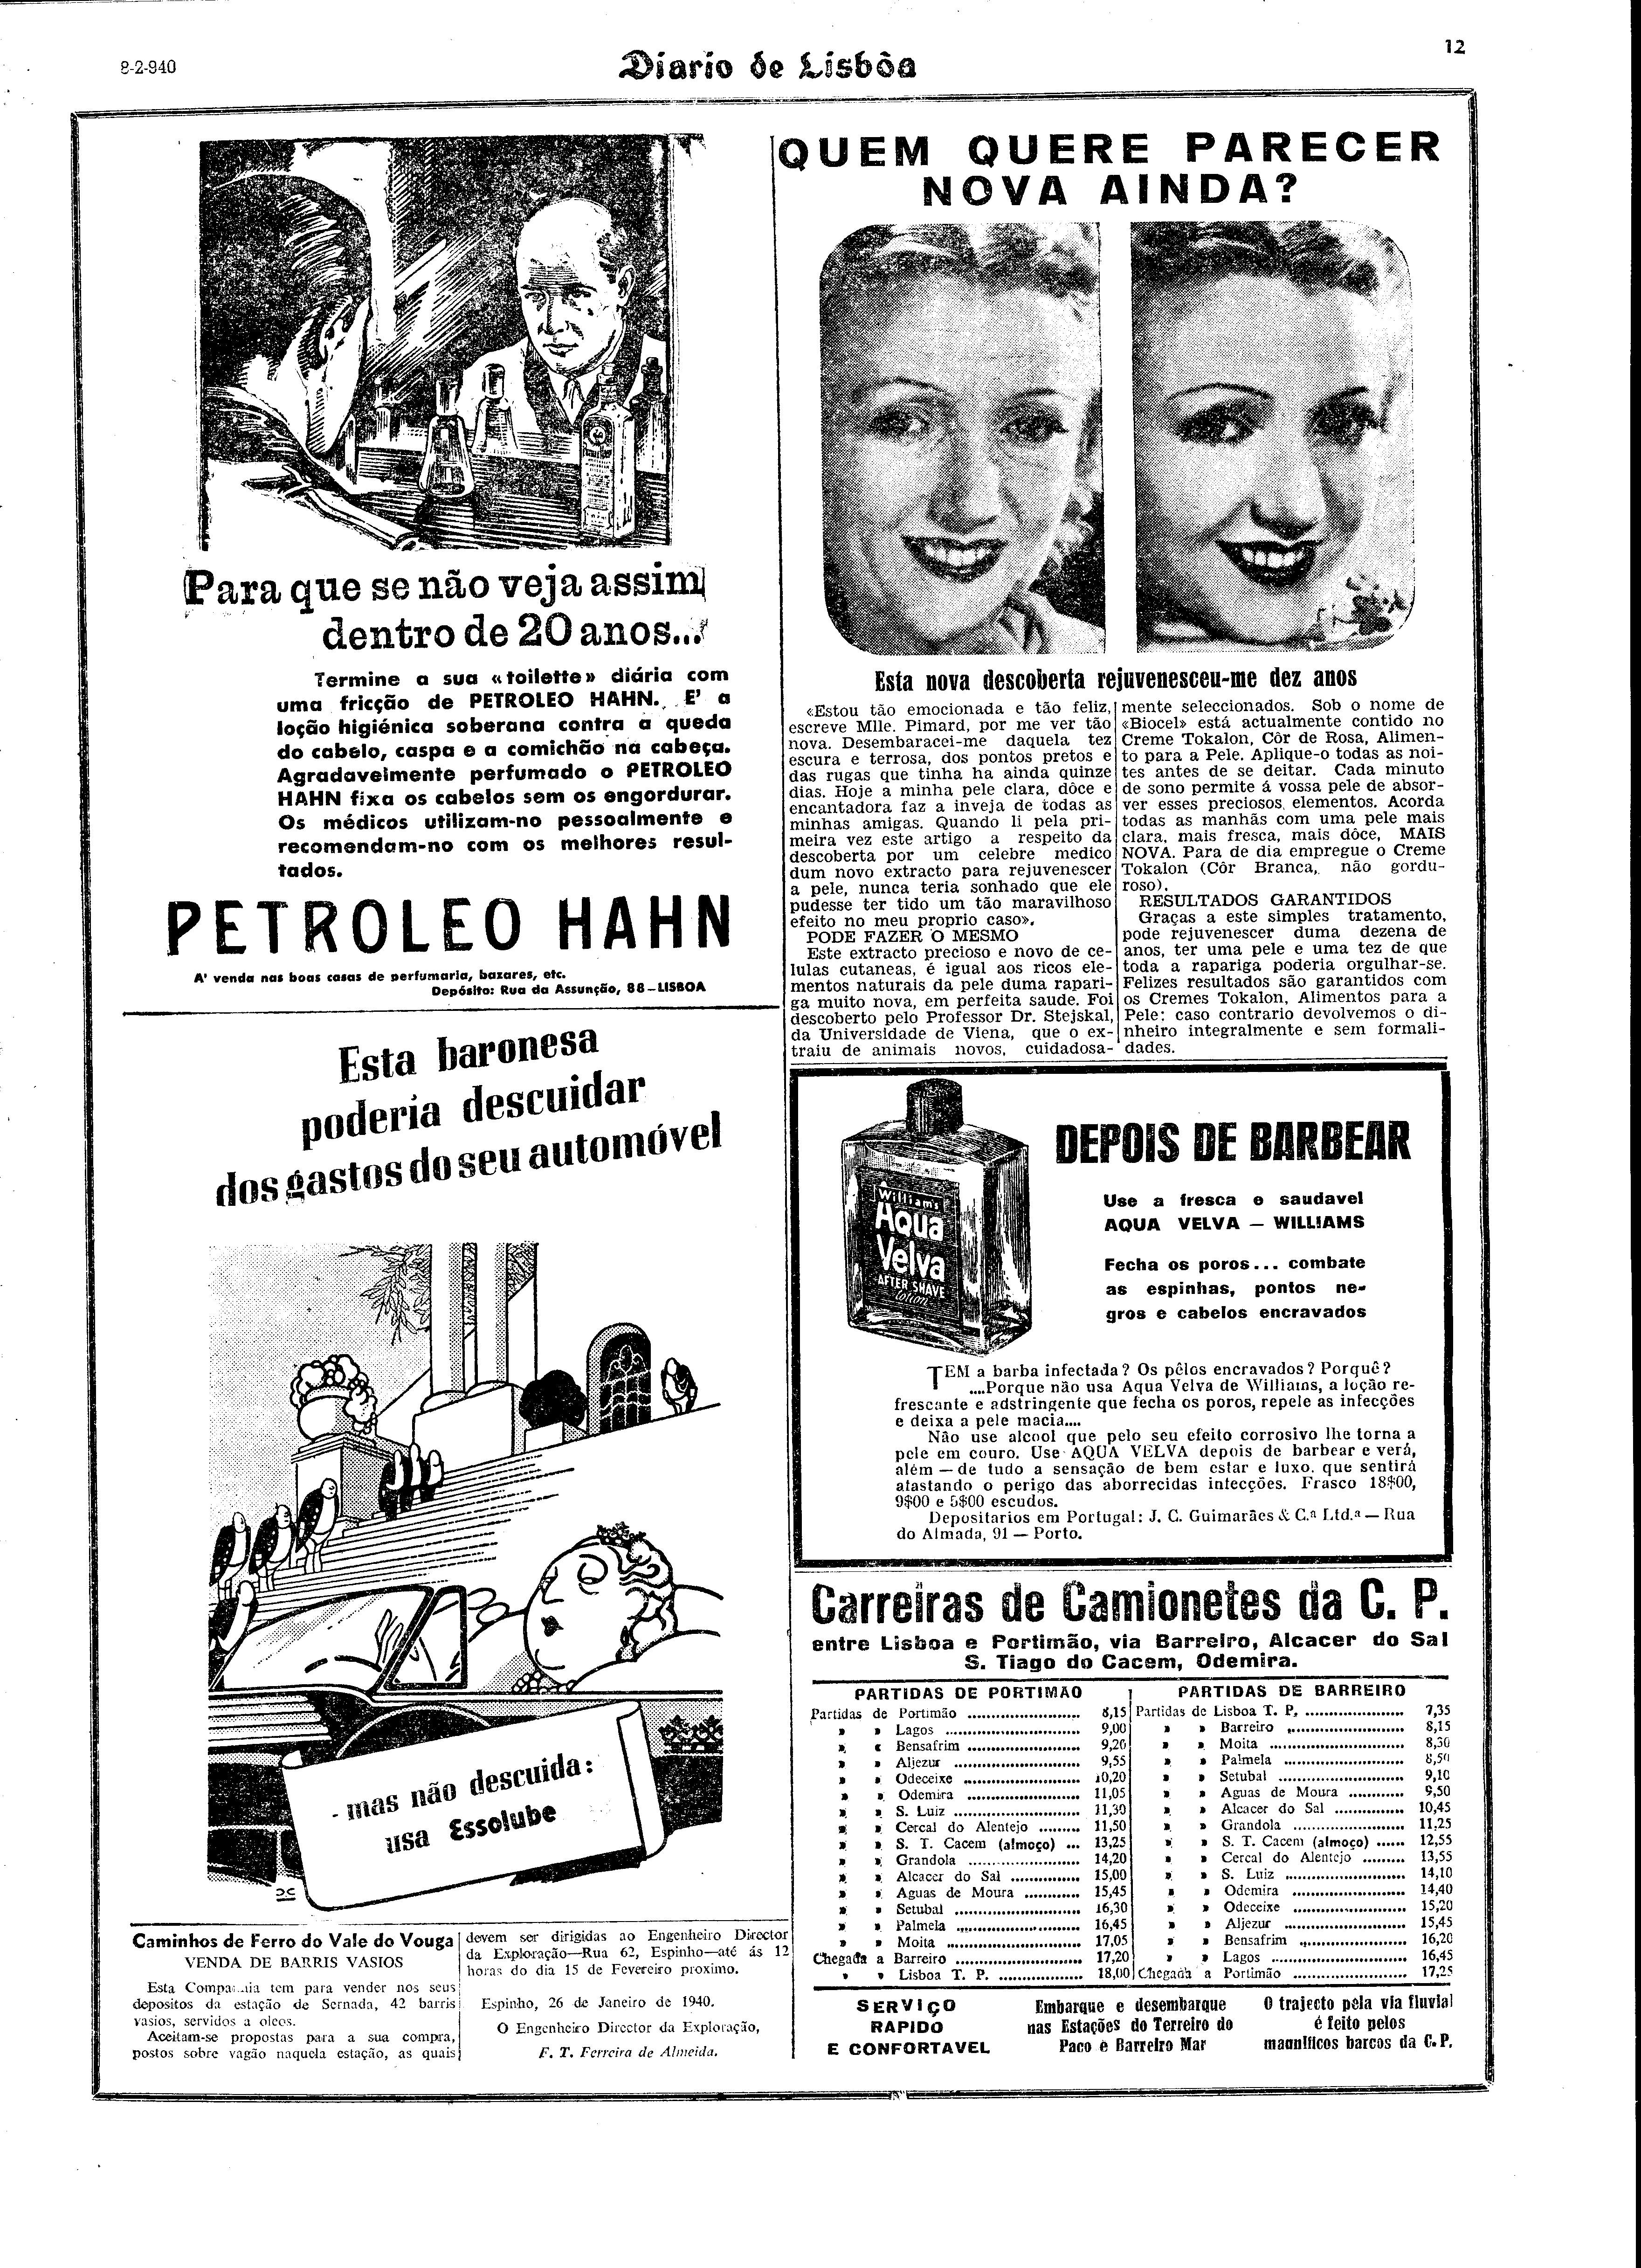 8-2-940
Diario de Lisbôa
12
Para que se não veja assim
dentro de 20 anos...
Termine a sua «toilette» diária com
uma fricção de PETROLEO HAHN. E' a
loção higiénica soberana contra a queda
do cabelo, caspa e a comichão na cabeça.
Agradavelmente perfumado o PETROLEO
HAHN fixa os cabelos sem os engordurar.
Os médicos utilizam-no pessoalmente e
recomendam-no com os melhores resul-
tados.
PETROLEO HAHN
A' venda nas boas casas de perfumaria, bazares, etc.
Depósito: Rua da Assunção, 88—LISBOA
Esta baronesa
poderia descuidar
dos gastos do seu automóvel
- mas não descuida:
usa Essolube
Caminhos de Ferro do Vale do Vouga
VENDA DE BARRIS VASIOS
Esta Companhia tem para vender nos seus
depositos da estação de Sernada, 42 barris
vasios, servidos a oleos.
Aceitam-se propostas para a sua compra,
postos sobre vagão naquela estação, as quais
devem ser dirigidas ao Engenheiro Director
da Exploração—Rua 62, Espinho—até ás 12
horas do dia 15 de Fevereiro proximo.
Espinho, 26 de Janeiro de 1940.
O Engenheiro Director da Exploração,
F. T. Ferreira de Almeida.
QUEM QUERE PARECER
NOVA AINDA?
Esta nova descoberta rejuvenesceu-me dez anos
«Estou tão emocionada e tão feliz,
escreve Mlle. Pimard, por me ver tão
nova. Desembaracei-me daquela tez
escura e terrosa, dos pontos pretos e
das rugas que tinha ha ainda quinze
dias. Hoje a minha pele clara, dôce e
encantadora faz a inveja de todas as
minhas amigas. Quando li pela pri-
meira vez este artigo a respeito da
descoberta por um celebre medico
dum novo extracto para rejuvenescer
a pele, nunca teria sonhado que ele
pudesse ter tido um tão maravilhoso
efeito no meu proprio caso».
PODE FAZER O MESMO
Este extracto precioso e novo de ce-
lulas cutaneas, é igual aos ricos ele-
mentos naturais da pele duma rapari-
ga muito nova, em perfeita saude. Foi
descoberto pelo Professor Dr. Stejskal,
da Universidade de Viena, que o ex-
traiu de animais novos, cuidadosa-
mente seleccionados. Sob o nome de
«Biocel» está actualmente contido no
Creme Tokalon, Côr de Rosa, Alimen-
to para a Pele. Aplique-o todas as noi-
tes antes de se deitar. Cada minuto
de sono permite á vossa pele de absor-
ver esses preciosos elementos. Acorda
todas as manhãs com uma pele mais
clara, mais fresca, mais dôce, MAIS
NOVA. Para de dia empregue o Creme
Tokalon (Côr Branca, não gordu-
roso).
RESULTADOS GARANTIDOS
Graças a este simples tratamento,
pode rejuvenescer duma dezena de
anos, ter uma pele e uma tez de que
toda a rapariga poderia orgulhar-se.
Felizes resultados são garantidos com
os Cremes Tokalon, Alimentos para a
Pele: caso contrario devolvemos o di-
nheiro integralmente e sem formali-
dades.
William's
Aqua
Velva
AFTER SHAVE
Lotion
DEPOIS DE BARBEAR
Use a fresca e saudavel
AQUA VELVA — WILLIAMS
Fecha os poros... combate
as espinhas, pontos ne-
gros e cabelos encravados
TEM a barba infectada? Os pêlos encravados? Porquê?
....Porque não usa Aqua Velva de Williams, a loção re-
frescante e adstringente que fecha os poros, repele as infecções
e deixa a pele macia....
Não use alcool que pelo seu efeito corrosivo lhe torna a
pele em couro. Use AQUA VELVA depois de barbear e verá,
além — de tudo a sensação de bem estar e luxo, que sentirá
afastando o perigo das aborrecidas infecções. Frasco 18$00,
9$00 e 5$00 escudos.
Depositarios em Portugal: J. C. Guimarães & C.ª Ltd.ª — Rua
do Almada, 91 — Porto.
Carreiras de Camionetes da C. P.
entre Lisboa e Portimão, via Barreiro, Alcacer do Sal
S. Tiago do Cacem, Odemira.
PARTIDAS DE PORTIMÃO
Partidas de Portimão ........ 8,15
» » Lagos ........ 9,00
» « Bensafrim ........ 9,20
» » Aljezur ........ 9,55
» » Odeceixe ........ 10,20
» » Odemira ........ 11,05
» » S. Luiz ........ 11,30
» » Cercal do Alentejo ........ 11,50
» » S. T. Cacem (almoço) ... 13,25
» » Grandola ........ 14,20
» » Alcacer do Sal ........ 15,00
» » Aguas de Moura ........ 15,45
» » Setubal ........ 16,30
» » Palmela ........ 16,45
» » Moita ........ 17,05
Chegada a Barreiro ........ 17,20
» » Lisboa T. P. ........ 18,00
PARTIDAS DE BARREIRO
Partidas de Lisboa T. P. ........ 7,35
» » Barreiro ........ 8,15
» » Moita ........ 8,30
» » Palmela ........ 8,50
» » Setubal ........ 9,10
» » Aguas de Moura ........ 9,50
» » Alcacer do Sal ........ 10,45
» » Grandola ........ 11,25
» » S. T. Cacem (almoço) ...... 12,55
» » Cercal do Alentejo ........ 13,55
» » S. Luiz ........ 14,10
» » Odemira ........ 14,40
» » Odeceixe ........ 15,20
» » Aljezur ........ 15,45
» » Bensafrim ........ 16,20
» » Lagos ........ 16,45
Chegada a Portimão ........ 17,25
SERVIÇO
RAPIDO
E CONFORTAVEL
Embarque e desembarque
nas Estações do Terreiro do
Paço e Barreiro Mar
O trajecto pela via fluvial
é feito pelos
magnificos barcos da C. P.